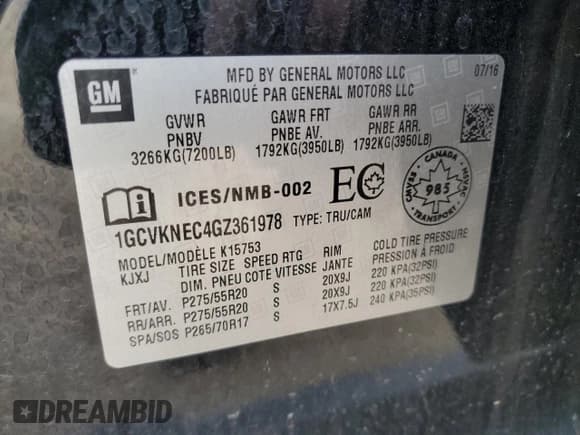 GM
MFD BY GENERAL MOTORS LLC 07/16
FABRIQUÉ PAR GENERAL MOTORS LLC
GVWR GAWR FRT GAWR RR
PNBV PNBE AV. PNBE ARR.
3266KG(7200LB) 1792KG(3950LB) 1792KG(3950LB)
i ICES/NMB-002 EC
CANADA
985
SVMAC NSVAC
1GCVKNEC4GZ361978 TYPE: TRU/CAM
MODEL/MODÈLE K15753
KJXJ TIRE SIZE SPEED RTG RIM COLD TIRE PRESSURE
DIM. PNEU COTE VITESSE JANTE PRESSION À FROID
FRT/AV. P275/55R20 S 20X9J 220 KPA(32PSI)
RR/ARR. P275/55R20 S 20X9J 220 KPA(32PSI)
SPA/SOS P265/70R17 S 17X7.5J 240 KPA(35PSI)
DREAMBID